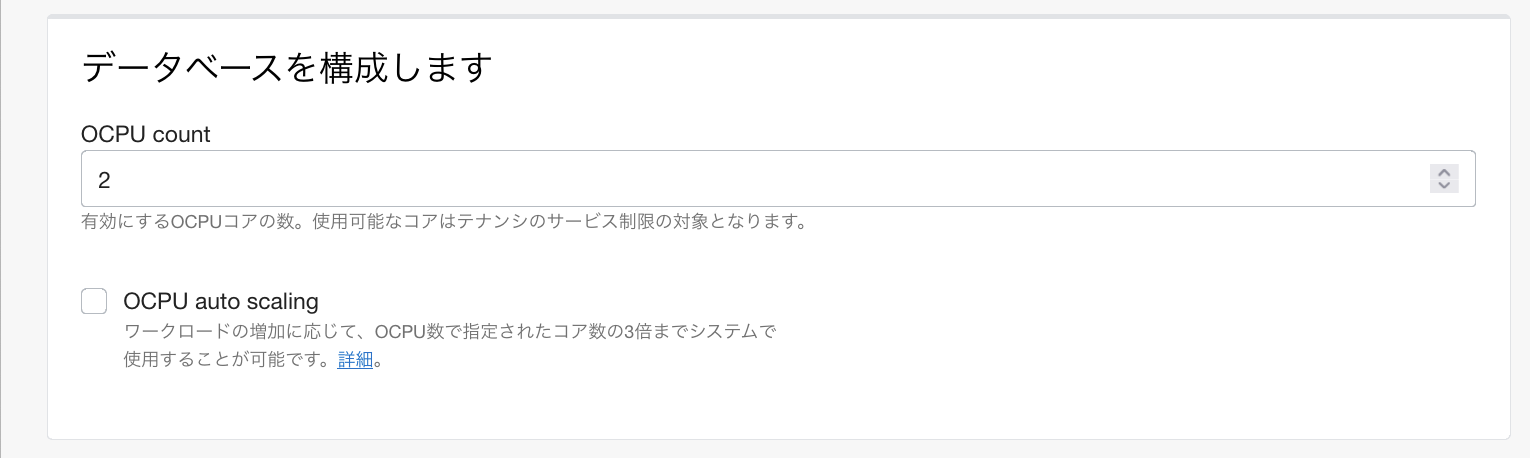 データベースを構成します
OCPU count
2
有効にするOCPUコアの数。使用可能なコアはテナンシのサービス制限の対象となります。
OCPU auto scaling
ワークロードの増加に応じて、OCPU数で指定されたコア数の3倍までシステムで
使用することが可能です。詳細。